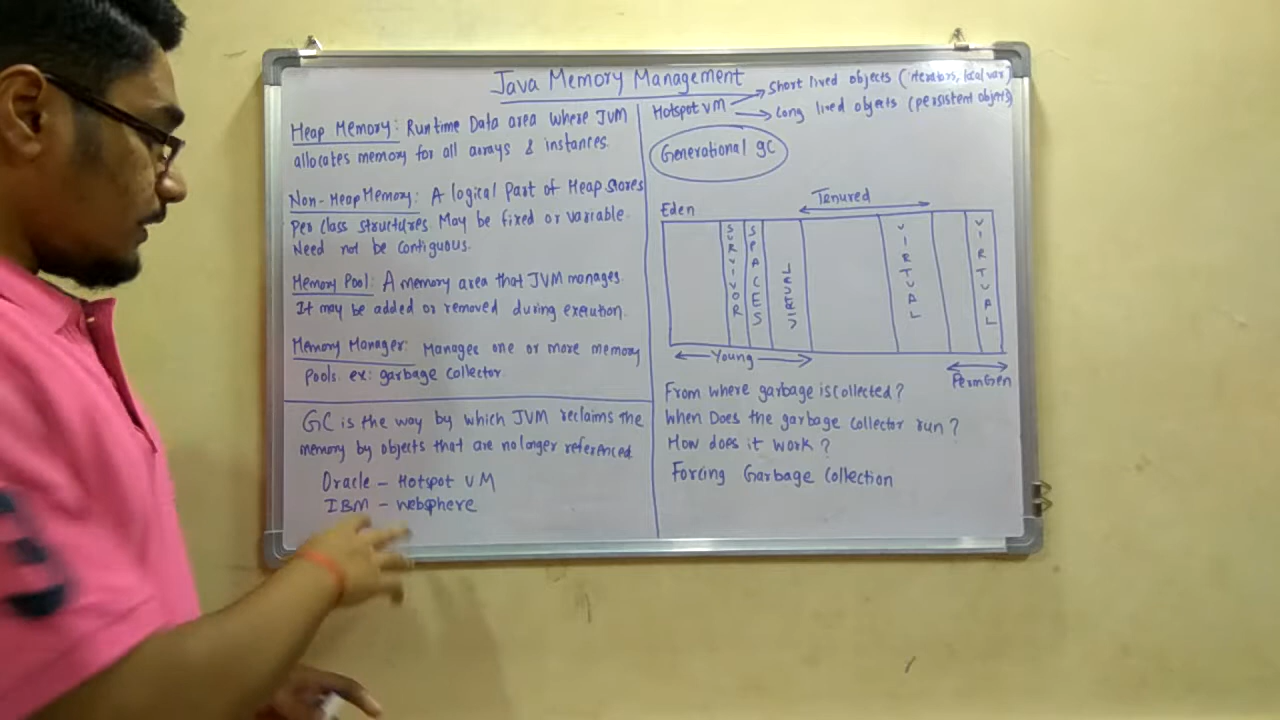 Java Memory Management
Heap Memory: Runtime Data area where JVM
allocates memory for all arrays & instances.
Non-Heap Memory: A logical Part of Heap stores
Per class structures. May be fixed or variable.
Need not be contiguous.
Memory Pool: A memory area that JVM manages.
It may be added or removed during execution.
Memory Manager: Manages one or more memory
Pools. ex: garbage collector
GC is the way by which JVM reclaims the
memory by objects that are no longer referenced
Oracle - Hotspot VM
IBM - Websphere
Hotspot VM
Short lived objects (iterators, local var)
Long lived objects (persistent objects)
Generational gC
Eden
Tenured
SURVIVOR
SPACES
VIRTUAL
VIRTUAL
Young
PermGen
From where garbage is collected?
When Does the garbage collector run?
How does it work?
Forcing Garbage Collection